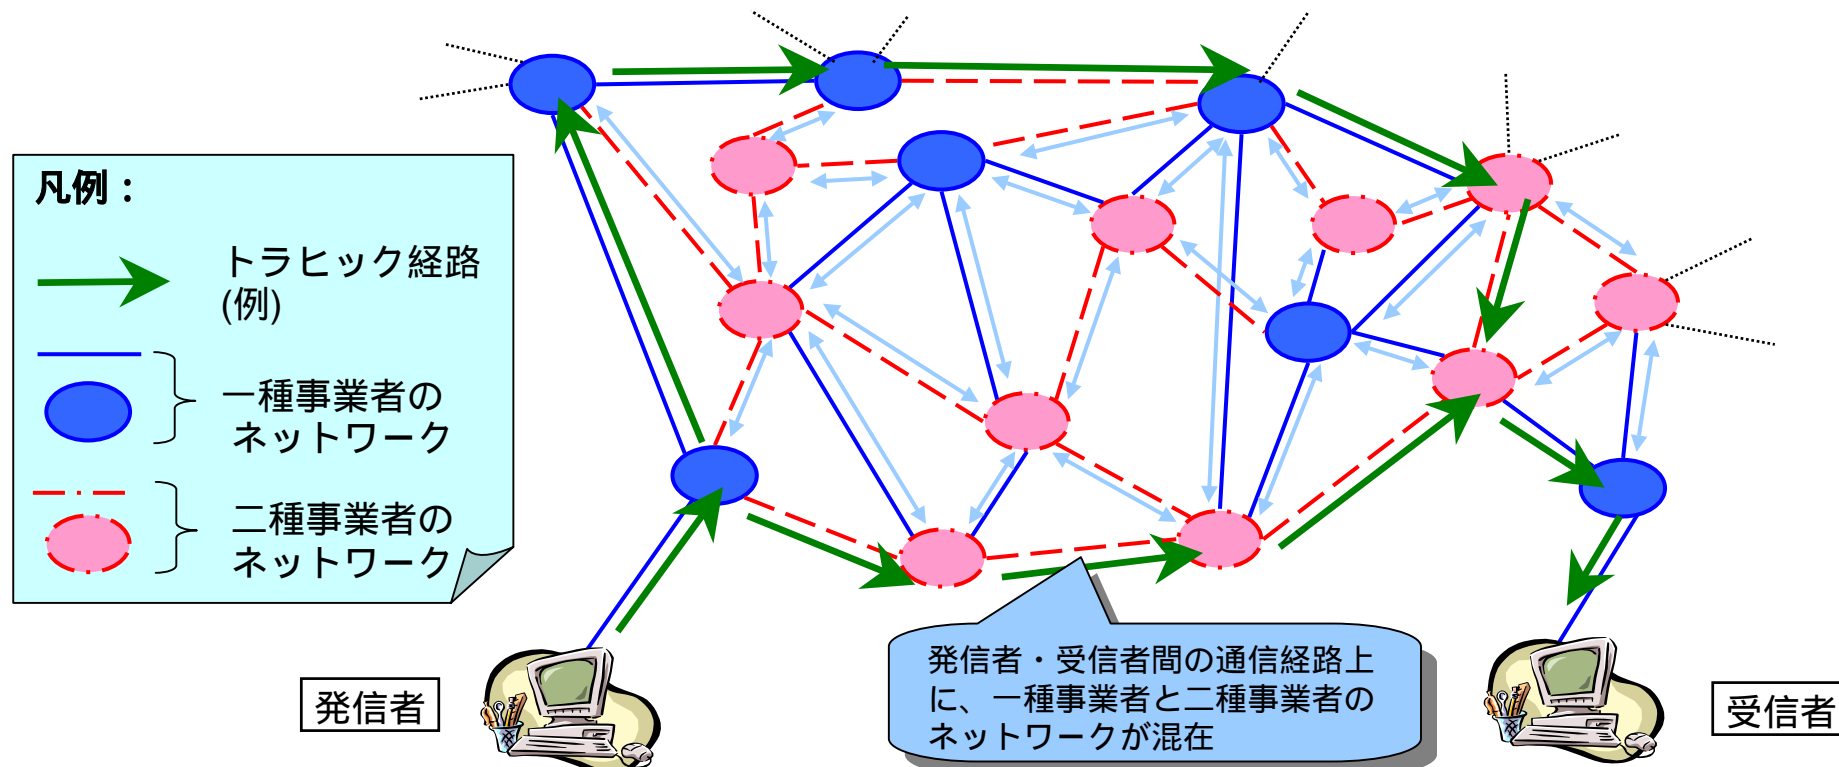 凡例：
トラヒック経路
(例)
一種事業者の
ネットワーク
二種事業者の
ネットワーク
発信者
発信者・受信者間の通信経路上
に、一種事業者と二種事業者の
ネットワークが混在
受信者